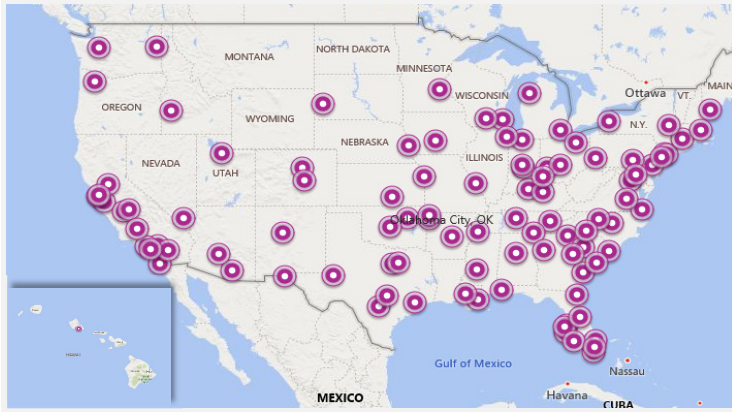 MONTANA
NORTH DAKOTA
MINNESOTA
Ottawa
VT.
MAIN
OREGON
WYOMING
WISCONSIN
N.Y.
NEBRASKA
NEVADA
UTAH
ILLINOIS
Oklahoma City, OK
Gulf of Mexico
Nassau
MEXICO
Havana
CUBA